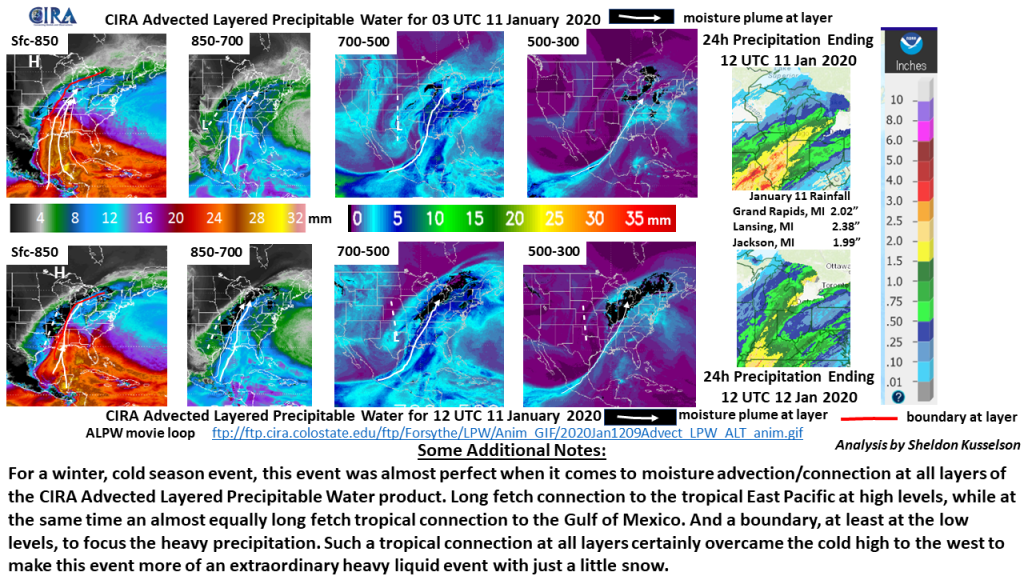 CIRA
CIRA Advected Layered Precipitable Water for 03 UTC 11 January 2020
moisture plume at layer
Sfc-850
850-700
700-500
500-300
H
L
L
24h Precipitation Ending
12 UTC 11 Jan 2020
Inches
10
8.0
6.0
5.0
4.0
3.0
2.5
2.0
1.5
1.0
.75
.50
.25
.10
.01
?
January 11 Rainfall
Grand Rapids, MI 2.02”
Lansing, MI 2.38”
Jackson, MI 1.99”
4 8 12 16 20 24 28 32 mm
0 5 10 15 20 25 30 35 mm
Sfc-850
850-700
700-500
500-300
H
L
L
Ottawa
Toronto
24h Precipitation Ending
12 UTC 12 Jan 2020
CIRA Advected Layered Precipitable Water for 12 UTC 11 January 2020
moisture plume at layer
boundary at layer
ALPW movie loop ftp://ftp.cira.colostate.edu/ftp/Forsythe/LPW/Anim_GIF/2020Jan1209Advect_LPW_ALT_anim.gif
Analysis by Sheldon Kusselson
Some Additional Notes:
For a winter, cold season event, this event was almost perfect when it comes to moisture advection/connection at all layers of
the CIRA Advected Layered Precipitable Water product. Long fetch connection to the tropical East Pacific at high levels, while at
the same time an almost equally long fetch tropical connection to the Gulf of Mexico. And a boundary, at least at the low
levels, to focus the heavy precipitation. Such a tropical connection at all layers certainly overcame the cold high to the west to
make this event more of an extraordinary heavy liquid event with just a little snow.